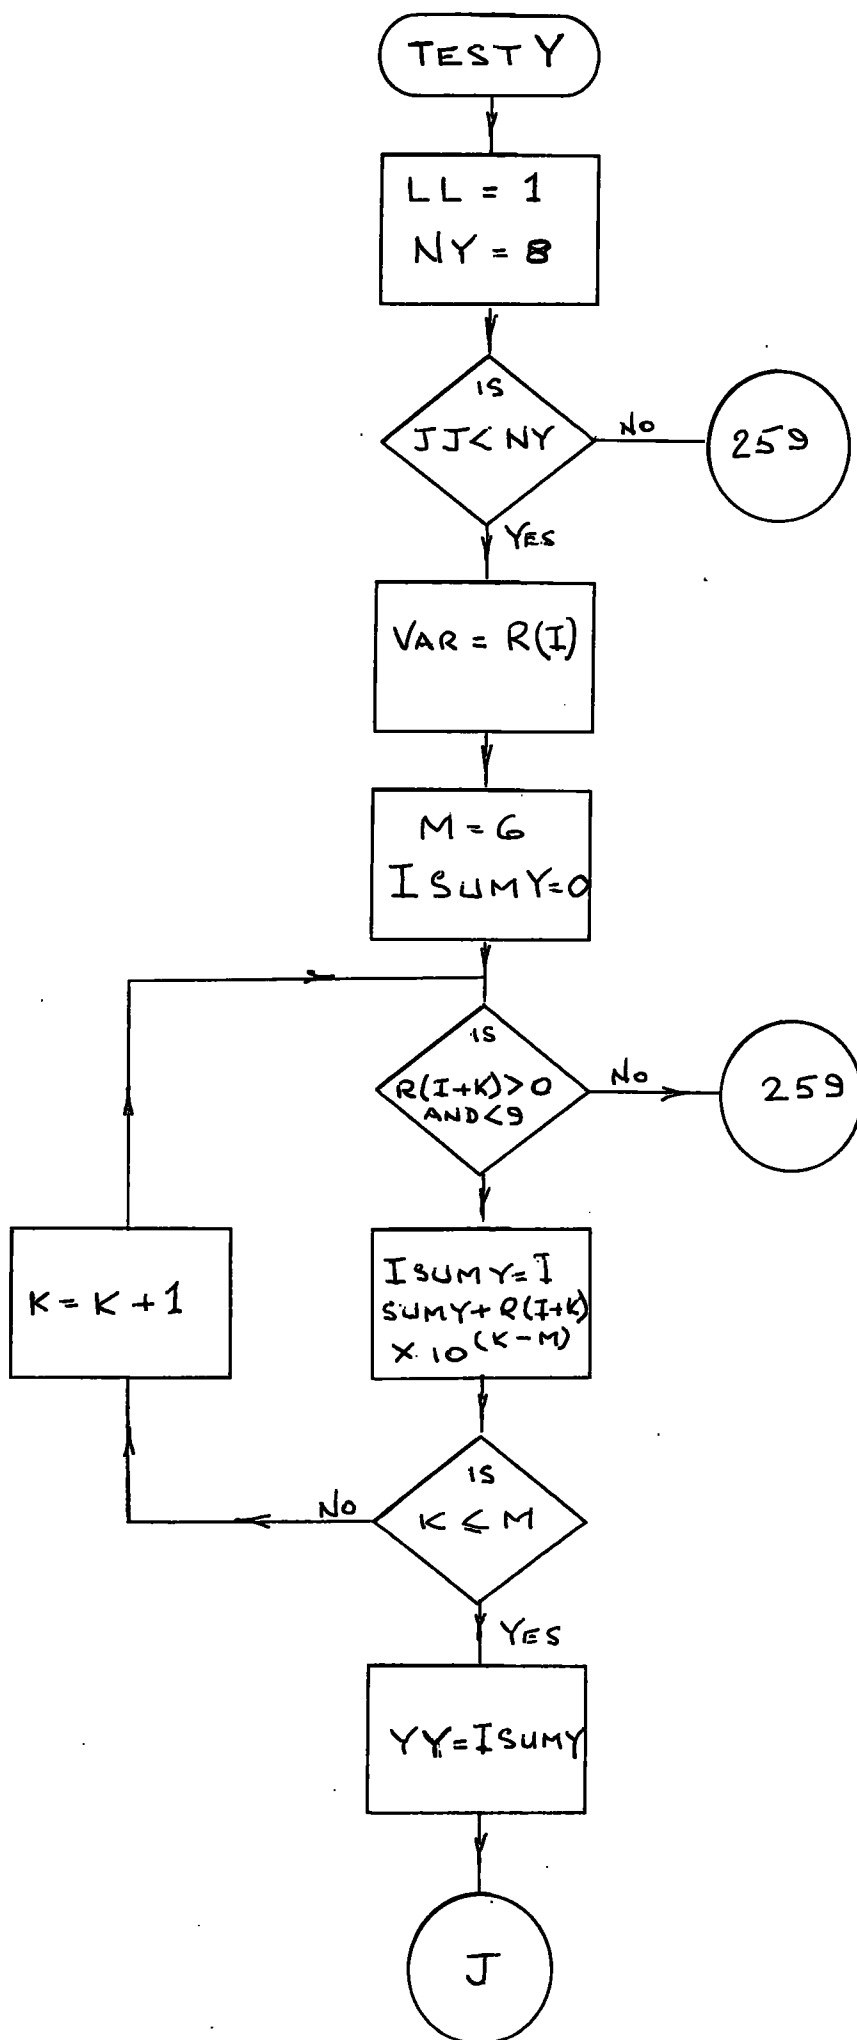 TEST Y
LL = 1
NY = 8
IS
JJ < NY
NO
259
YES
VAR = R(I)
M = 6
ISUMY=0
IS
R(I+K)>0
AND<9
NO
259
ISUMY=I
SUMY+R(I+K)
X 10(K-M)
K = K + 1
IS
K ≤ M
NO
YES
YY=ISUMY
J